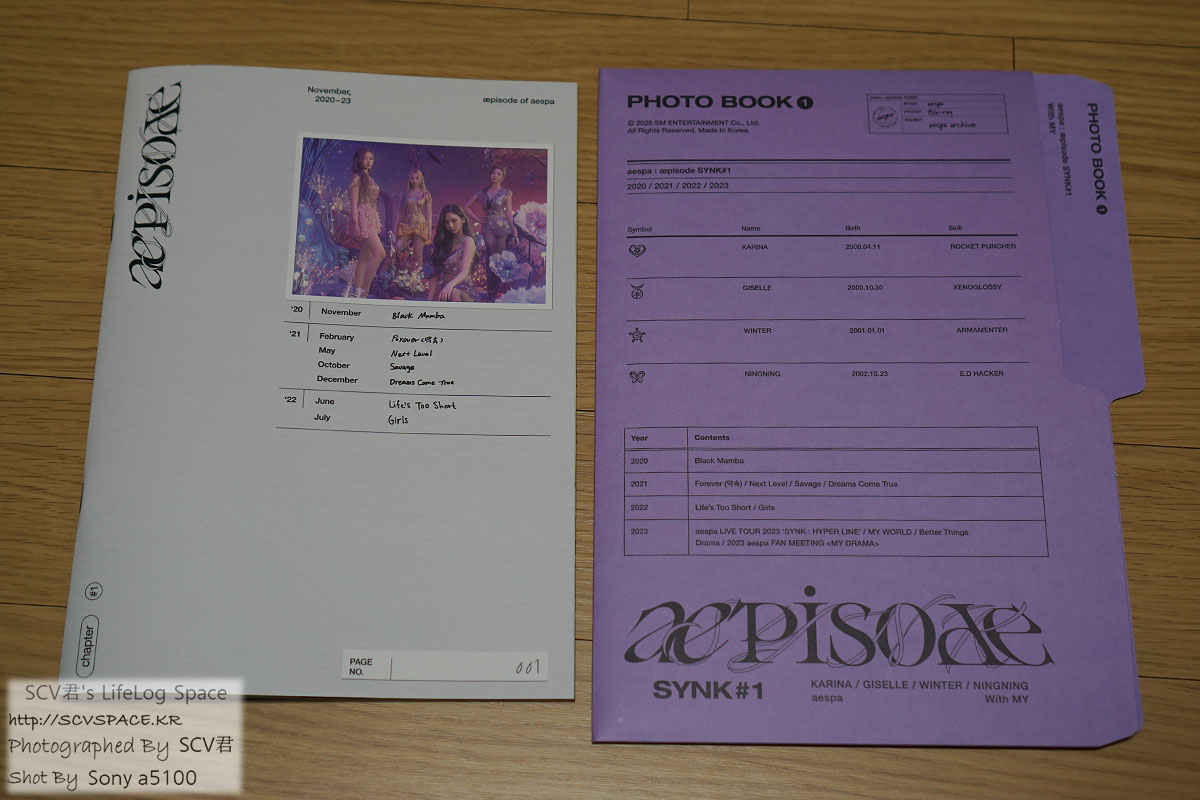 æpisode
November,
2020–23
æpisode of aespa
'20 November Black Mamba
'21 February Forever (약속)
May Next Level
October Savage
December Dreams Come True
'22 June Life's Too Short
July Girls
#1
chapter
PAGE
NO.
001
PHOTO BOOK 1
© 2025 SM ENTERTAINMENT Co., Ltd.
All Rights Reserved. Made In Korea.
aespa
Blu-ray
aespa archive
aespa : æpisode SYNK#1
2020 / 2021 / 2022 / 2023
Symbol Name Birth Skill
KARINA 2000.04.11 ROCKET PUNCHER
GISELLE 2000.10.30 XENOGLOSSY
WINTER 2001.01.01 ARMAMENTER
NINGNING 2002.10.23 E.D HACKER
Year Contents
2020 Black Mamba
2021 Forever (약속) / Next Level / Savage / Dreams Come True
2022 Life's Too Short / Girls
2023 aespa LIVE TOUR 2023 'SYNK : HYPER LINE' / MY WORLD / Better Things
Drama / 2023 aespa FAN MEETING <MY DRAMA>
æpisode
SYNK#1
KARINA / GISELLE / WINTER / NINGNING
aespa With MY
PHOTO BOOK 1
aespa : æpisode SYNK#1
With MY
SCV君's LifeLog Space
http://SCVSPACE.KR
Photographed By SCV君
Shot By Sony a5100